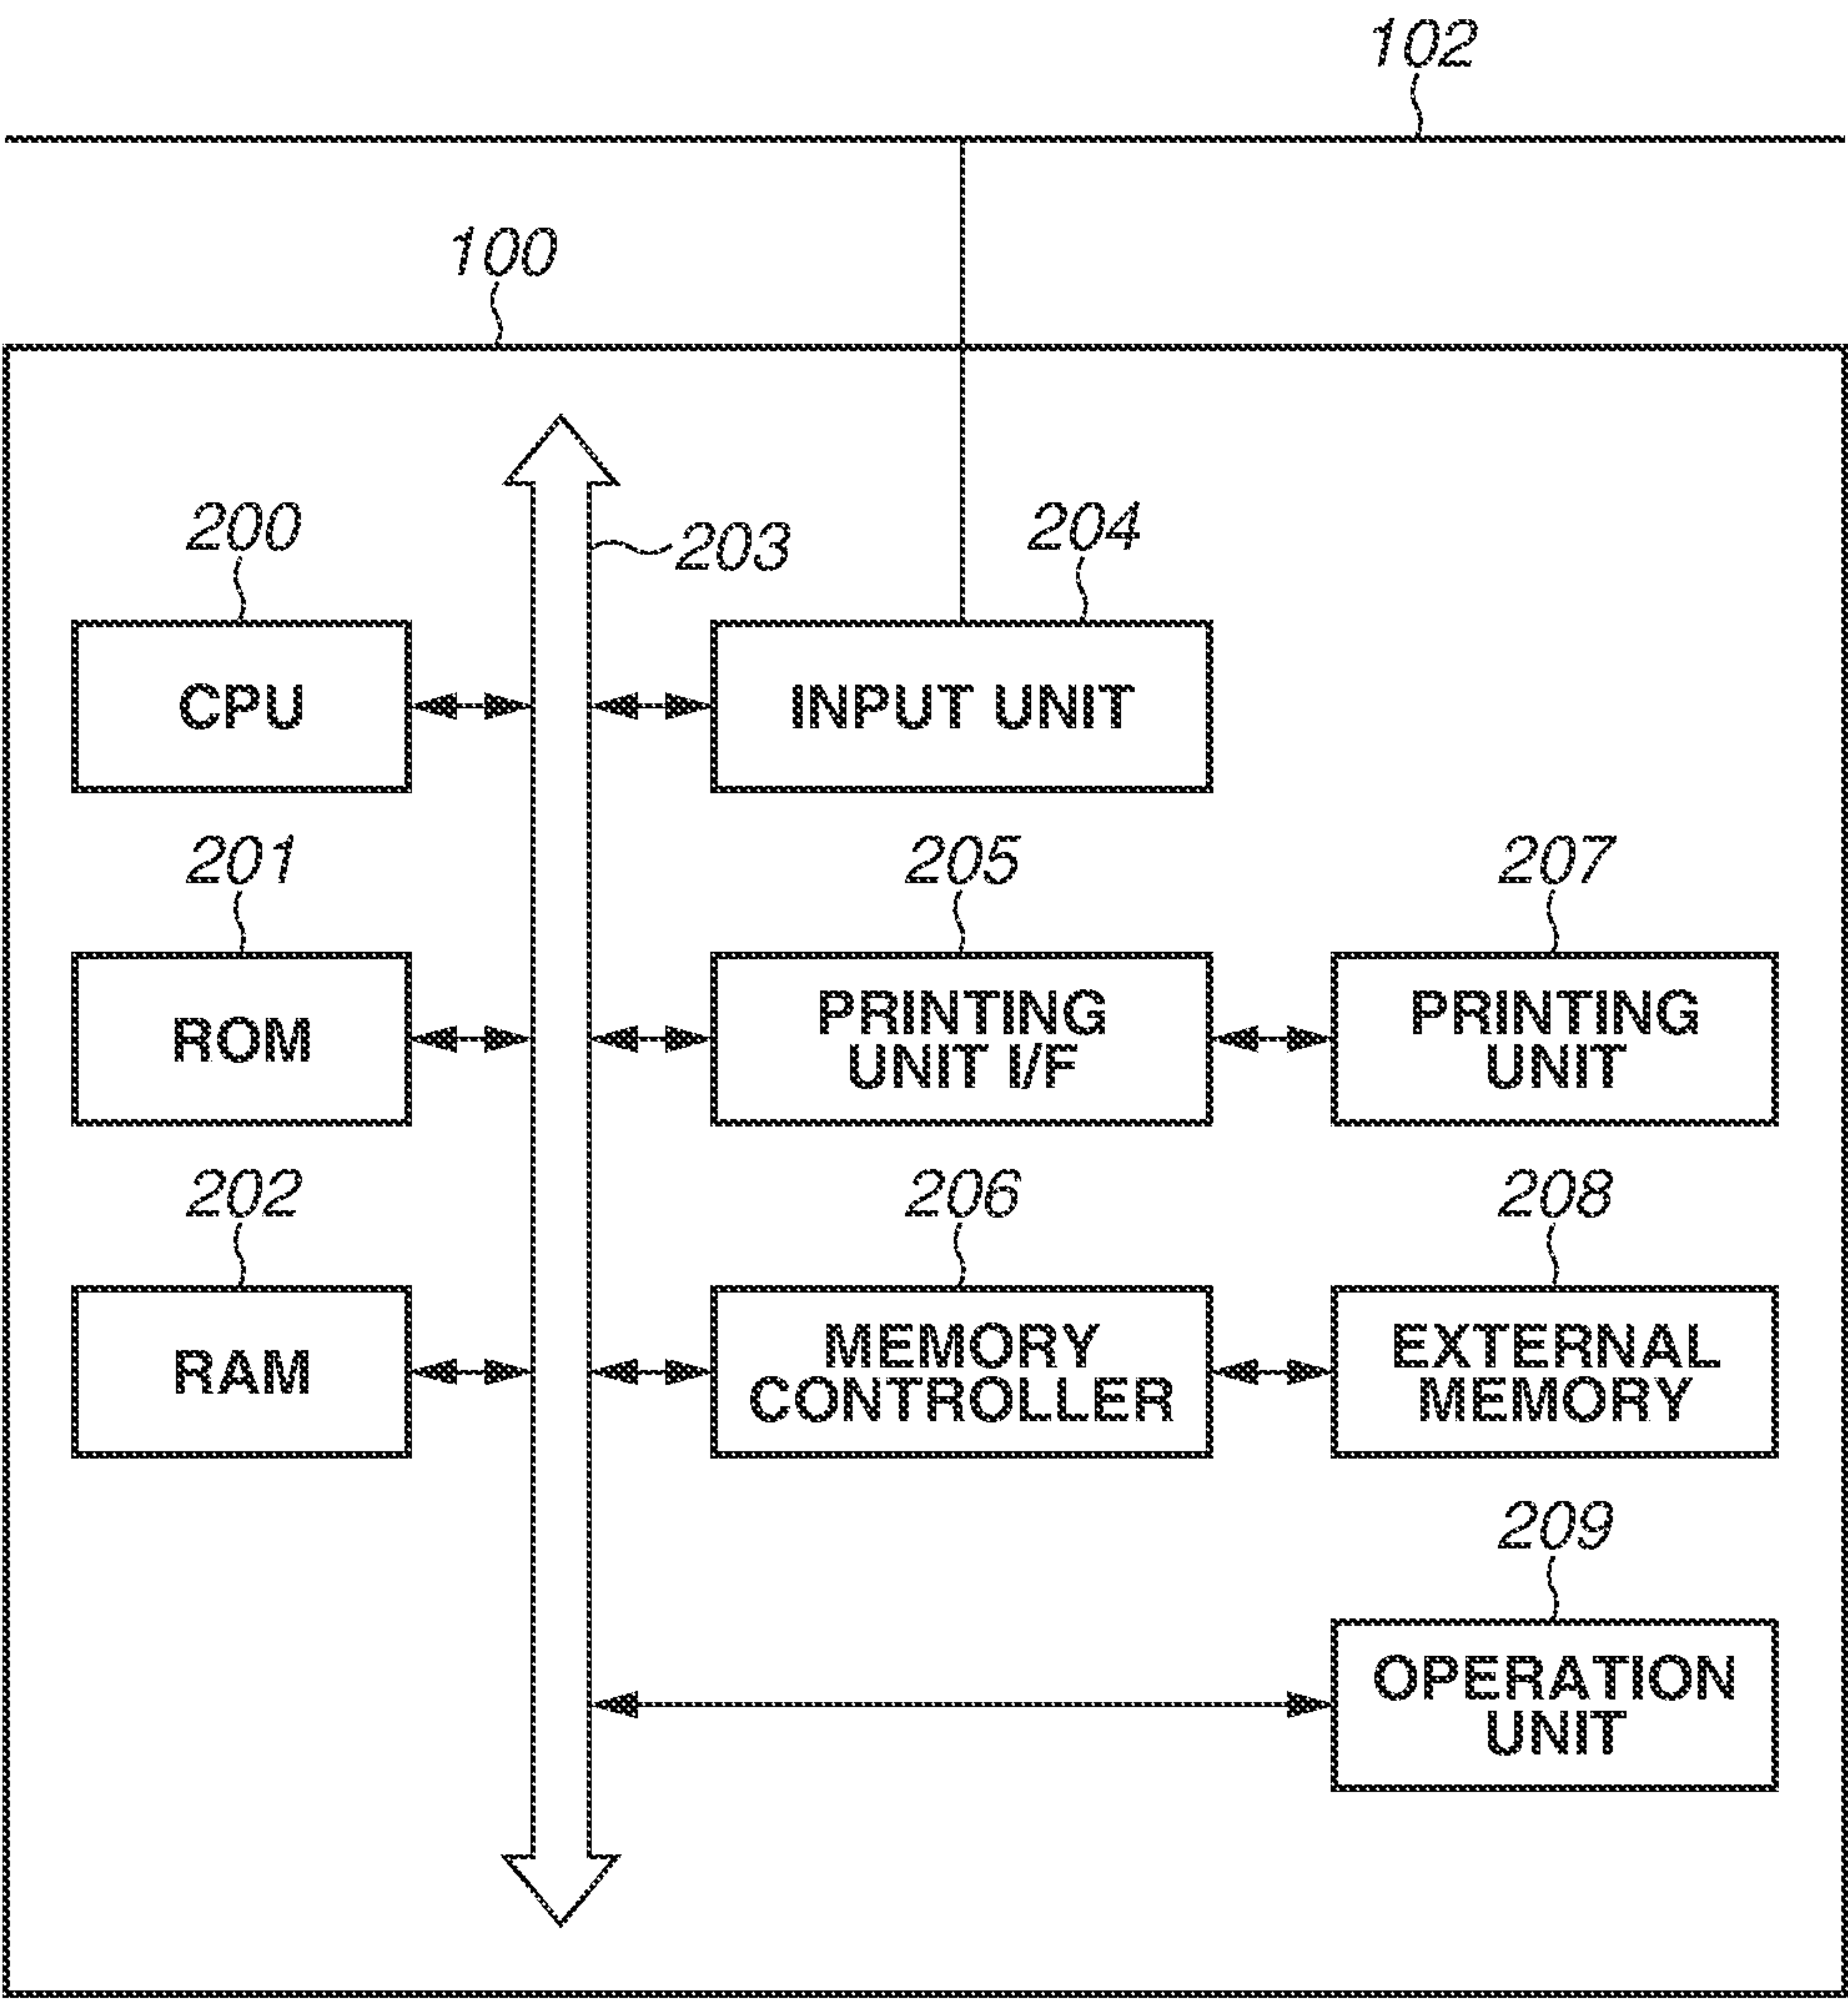 102
100
200
203
204
CPU
INPUT UNIT
201
205
207
ROM
PRINTING
UNIT I/F
PRINTING
UNIT
202
206
208
RAM
MEMORY
CONTROLLER
EXTERNAL
MEMORY
209
OPERATION
UNIT